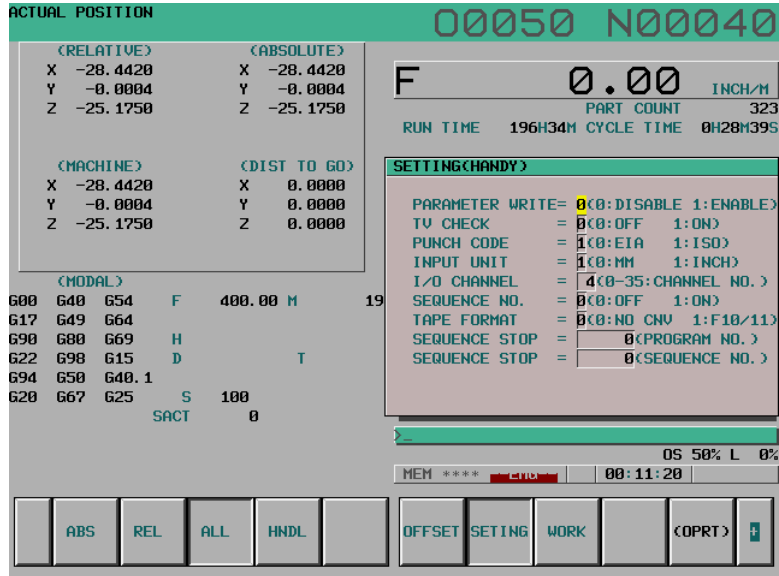 ACTUAL POSITION
O0050 N00040
(RELATIVE) (ABSOLUTE)
X -28.4420 X -28.4420
Y -0.0004 Y -0.0004
Z -25.1750 Z -25.1750
(MACHINE) (DIST TO GO)
X -28.4420 X 0.0000
Y -0.0004 Y 0.0000
Z -25.1750 Z 0.0000
(MODAL)
G00 G40 G54 F 400.00 M 19
G17 G49 G64
G90 G80 G69 H
G22 G98 G15 D T
G94 G50 G40.1
G20 G67 G25 S 100
SACT 0
F 0.00 INCH/M
PART COUNT 323
RUN TIME 196H34M CYCLE TIME 0H28M39S
SETTING(HANDY)
PARAMETER WRITE= 0(0:DISABLE 1:ENABLE)
TV CHECK = 0(0:OFF 1:ON)
PUNCH CODE = 1(0:EIA 1:ISO)
INPUT UNIT = 1(0:MM 1:INCH)
I/O CHANNEL = 4(0-35:CHANNEL NO.)
SEQUENCE NO. = 0(0:OFF 1:ON)
TAPE FORMAT = 0(0:NO CNV 1:F10/11)
SEQUENCE STOP = 0(PROGRAM NO.)
SEQUENCE STOP = 0(SEQUENCE NO.)
>_
OS 50% L 0%
MEM **** --EMG-- 00:11:20
ABS REL ALL HNDL OFFSET SETING WORK (OPRT) +